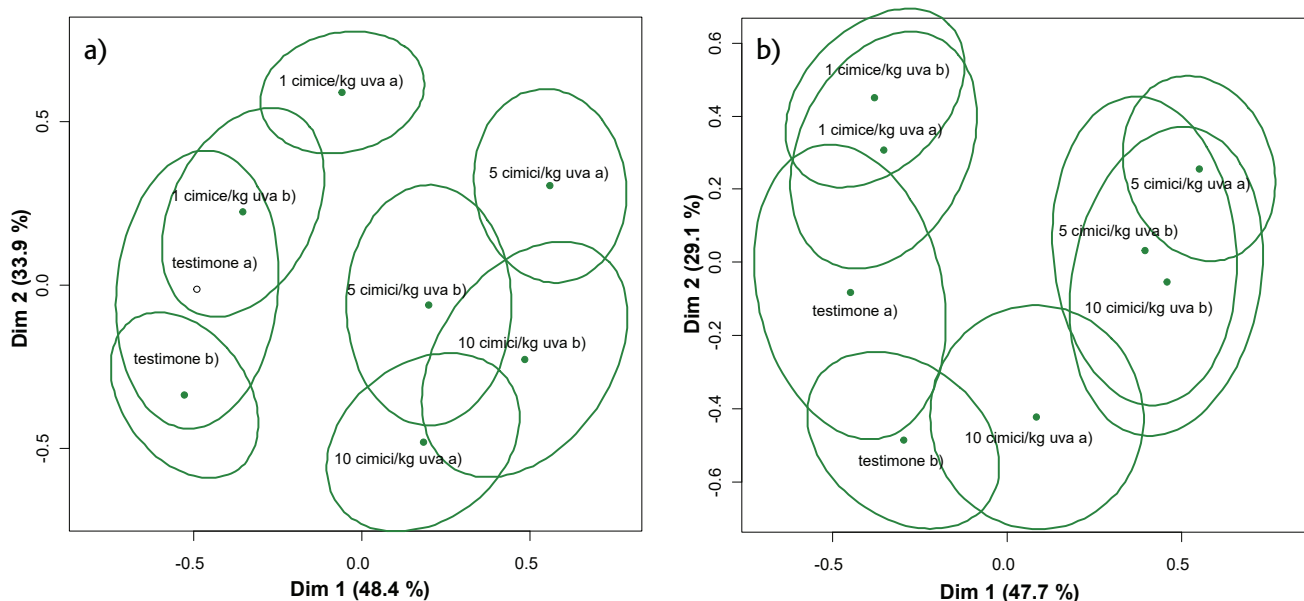 a)
1 cimice/kg uva a)
0.5
5 cimici/kg uva a)
1 cimice/kg uva b)
testimone a)
0.0
5 cimici/kg uva b)
testimone b)
10 cimici/kg uva b)
-0.5
10 cimici/kg uva a)
Dim 2 (33.9 %)
-0.5 0.0 0.5
Dim 1 (48.4 %)
b)
0.6
1 cimice/kg uva b)
0.4
1 cimice/kg uva a)
5 cimici/kg uva a)
0.2
5 cimici/kg uva b)
0.0
testimone a)
10 cimici/kg uva b)
-0.2
-0.4
10 cimici/kg uva a)
testimone b)
-0.6
Dim 2 (29.1 %)
-0.5 0.0 0.5
Dim 1 (47.7 %)